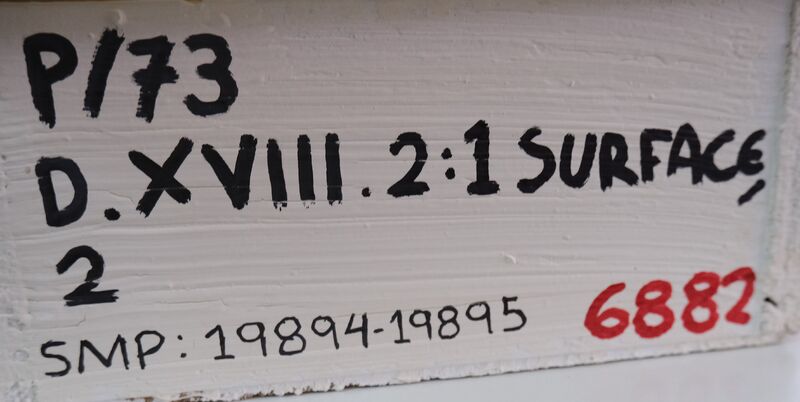 P/73
D.XVIII.2:1 SURFACE,
2
SMP: 19894-19895 6882